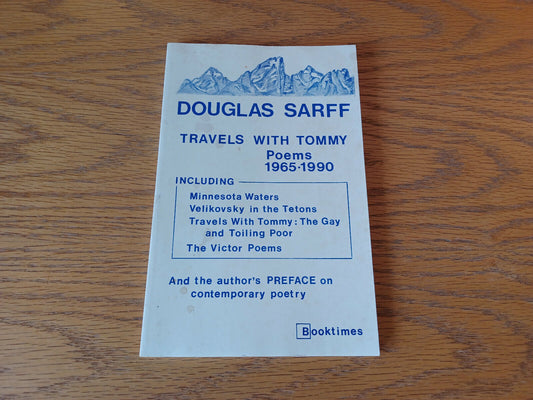 DOUGLAS SARFF
TRAVELS WITH TOMMY
Poems
1965-1990
INCLUDING
Minnesota Waters
Velikovsky in the Tetons
Travels With Tommy: The Gay
and Toiling Poor
The Victor Poems
And the author's PREFACE on
contemporary poetry
Booktimes